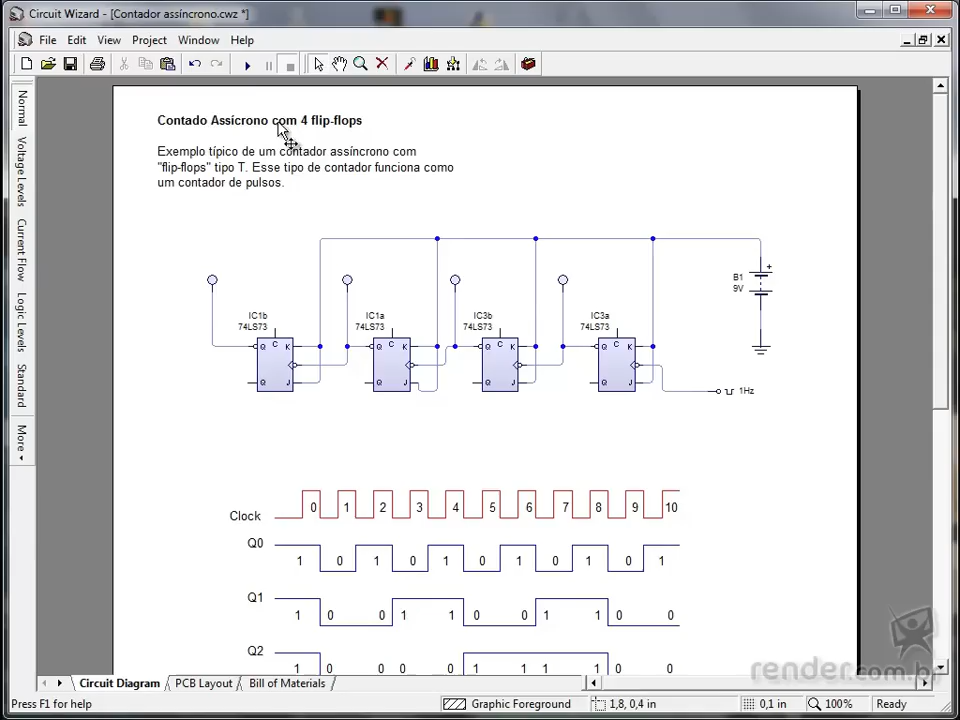 Circuit Wizard - [Contador assíncrono.cwz *]
File Edit View Project Window Help
Normal
Voltage Levels
Current Flow
Logic Levels
Standard
More
Contado Assícrono com 4 flip-flops
Exemplo típico de um contador assíncrono com
"flip-flops" tipo T. Esse tipo de contador funciona como
um contador de pulsos.
B1
9V
+
IC1b
74LS73
IC1a
74LS73
IC3b
74LS73
IC3a
74LS73
Q C K
Q J
Q C K
Q J
Q C K
Q J
Q C K
Q J
1Hz
Clock 0 1 2 3 4 5 6 7 8 9 10
Q0 1 0 1 0 1 0 1 0 1 0 1
Q1 1 0 0 1 1 0 0 1 1 0 0
Q2 1 0 0 0 1 1 1 1 0 0
render.com.br
Circuit Diagram PCB Layout Bill of Materials
Press F1 for help Graphic Foreground 1,8, 0,4 in 0,1 in 100% Ready